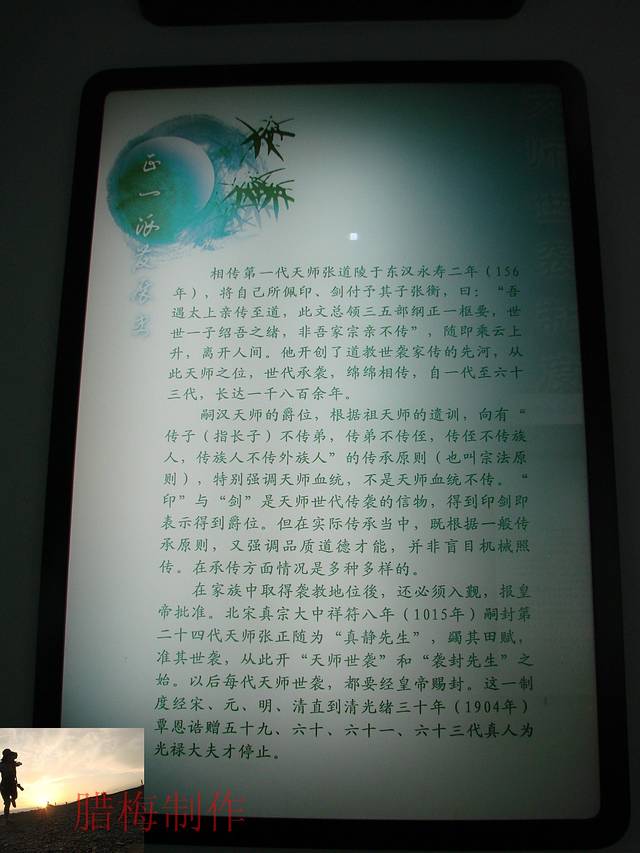 正一派
相传第一代天师张道陵于东汉永寿二年（156
年），将自己所佩印、剑付予其子张衡，曰：“吾
遇太上亲传至道，此文总领三五部纲正一枢要，世
世一子绍吾之绪，非吾家宗亲不传”，随即乘云上
升，离开人间。他开创了道教世袭家传的先河，从
此天师之位，世代承袭，绵绵相传，自一代至六十
三代，长达一千八百余年。
嗣汉天师的爵位，根据祖天师的遗训，向有“
传子（指长子）不传弟，传弟不传侄，传侄不传族
人，传族人不传外族人”的传承原则（也叫宗法原
则），特别强调天师血统，不是天师血统不传。“
印”与“剑”是天师世代传袭的信物，得到印剑即
表示得到爵位。但在实际传承当中，既根据一般传
承原则，又强调品质道德才能，并非盲目机械照
传。在承传方面情况是多种多样的。
在家族中取得袭教地位後，还必须入觐，报皇
帝批准。北宋真宗大中祥符八年（1015年）嗣封第
二十四代天师张正随为“真静先生”，蠲其田赋，
准其世袭，从此开“天师世袭”和“袭封先生”之
始。以后每代天师世袭，都要经皇帝赐封。这一制
度经宋、元、明、清直到清光绪三十年（1904年）
覃恩诰赠五十九、六十、六十一、六十三代真人为
光禄大夫才停止。
腊梅制作